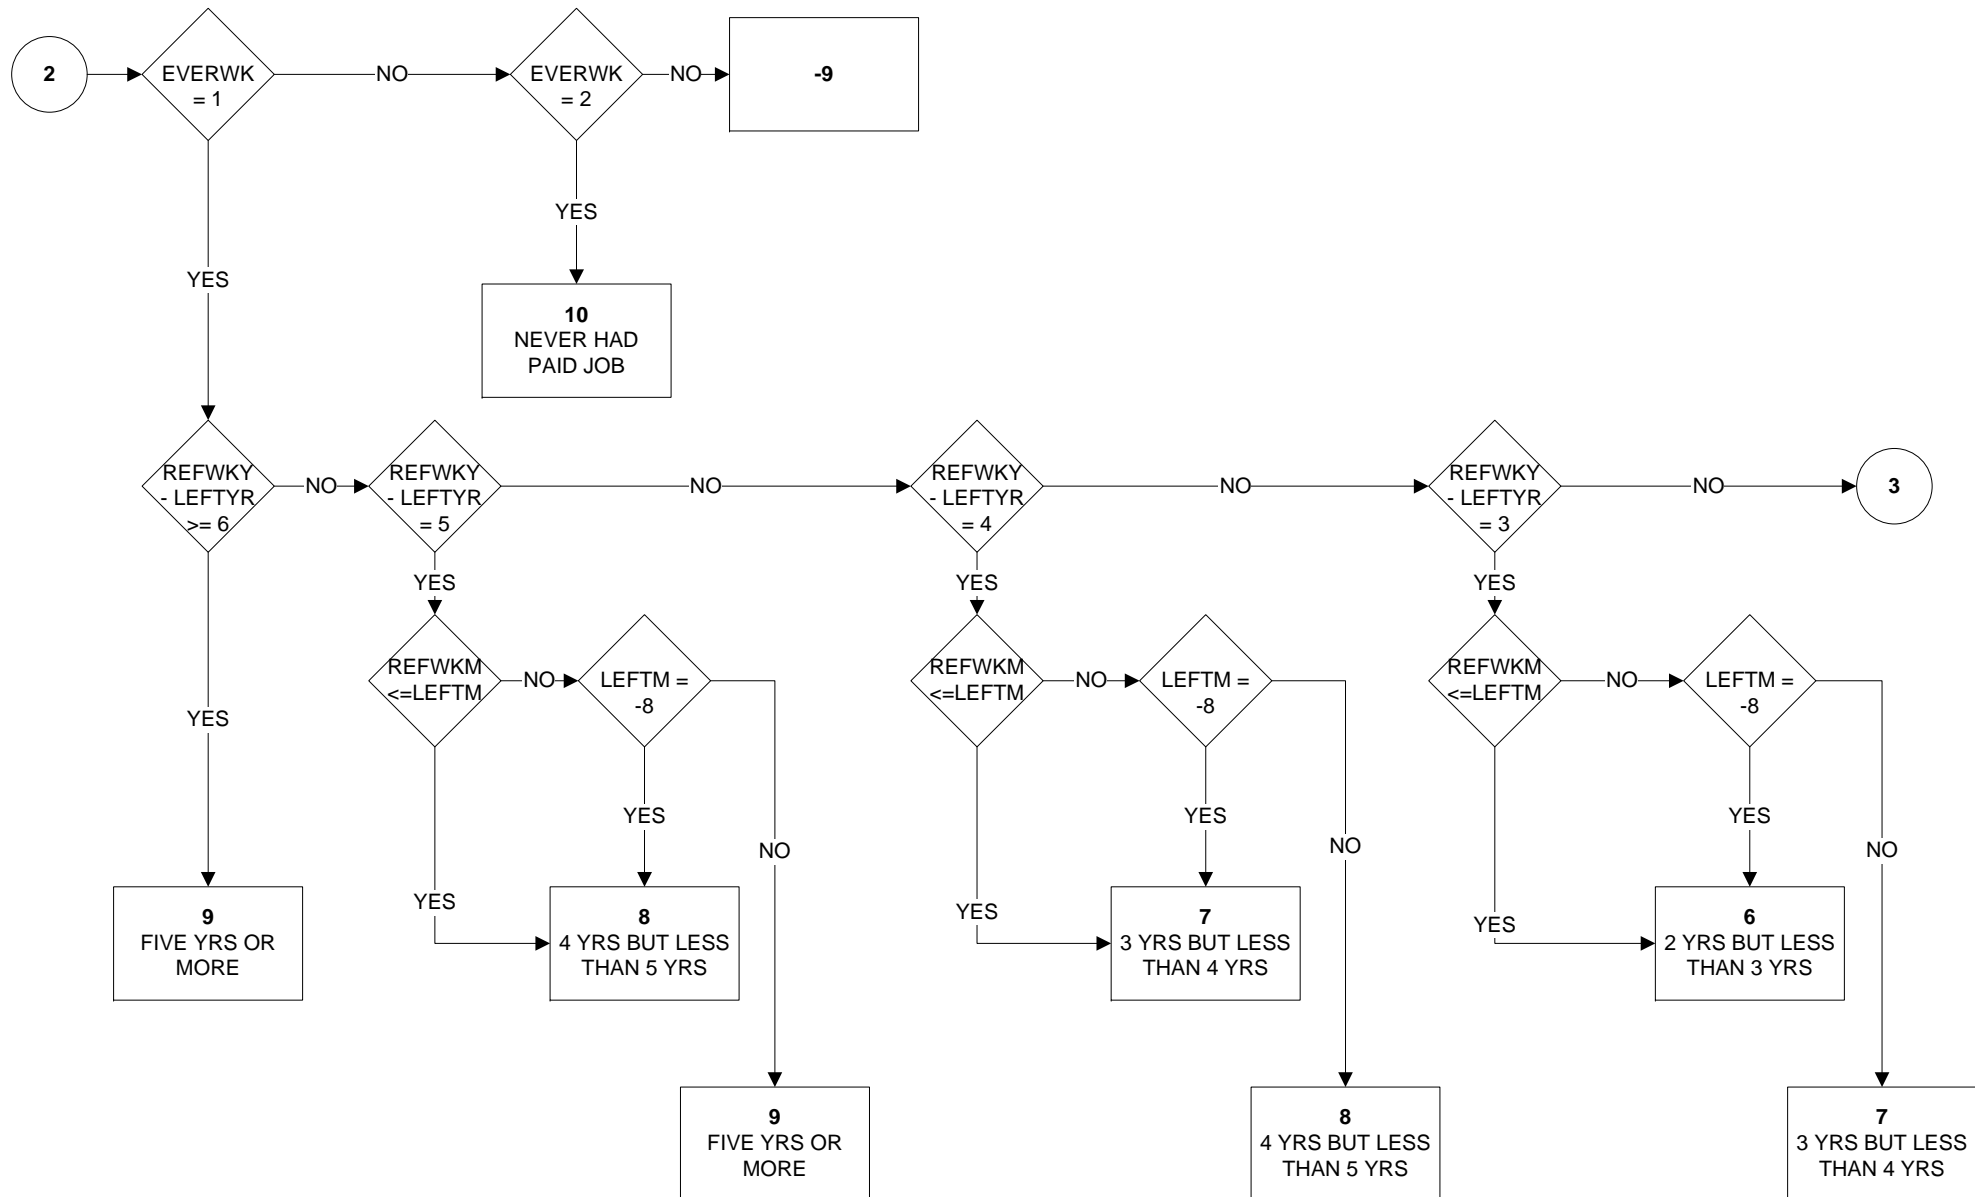 2
EVERWK
= 1
NO
EVERWK
= 2
NO
-9
YES
YES
10
NEVER HAD
PAID JOB
REFWKY
- LEFTYR
>= 6
NO
REFWKY
- LEFTYR
= 5
NO
REFWKY
- LEFTYR
= 4
NO
REFWKY
- LEFTYR
= 3
NO
3
YES
YES
YES
YES
REFWKM
<=LEFTM
NO
LEFTM =
-8
REFWKM
<=LEFTM
NO
LEFTM =
-8
REFWKM
<=LEFTM
NO
LEFTM =
-8
YES
YES
YES
NO
NO
NO
YES
YES
YES
9
FIVE YRS OR
MORE
8
4 YRS BUT LESS
THAN 5 YRS
7
3 YRS BUT LESS
THAN 4 YRS
6
2 YRS BUT LESS
THAN 3 YRS
9
FIVE YRS OR
MORE
8
4 YRS BUT LESS
THAN 5 YRS
7
3 YRS BUT LESS
THAN 4 YRS